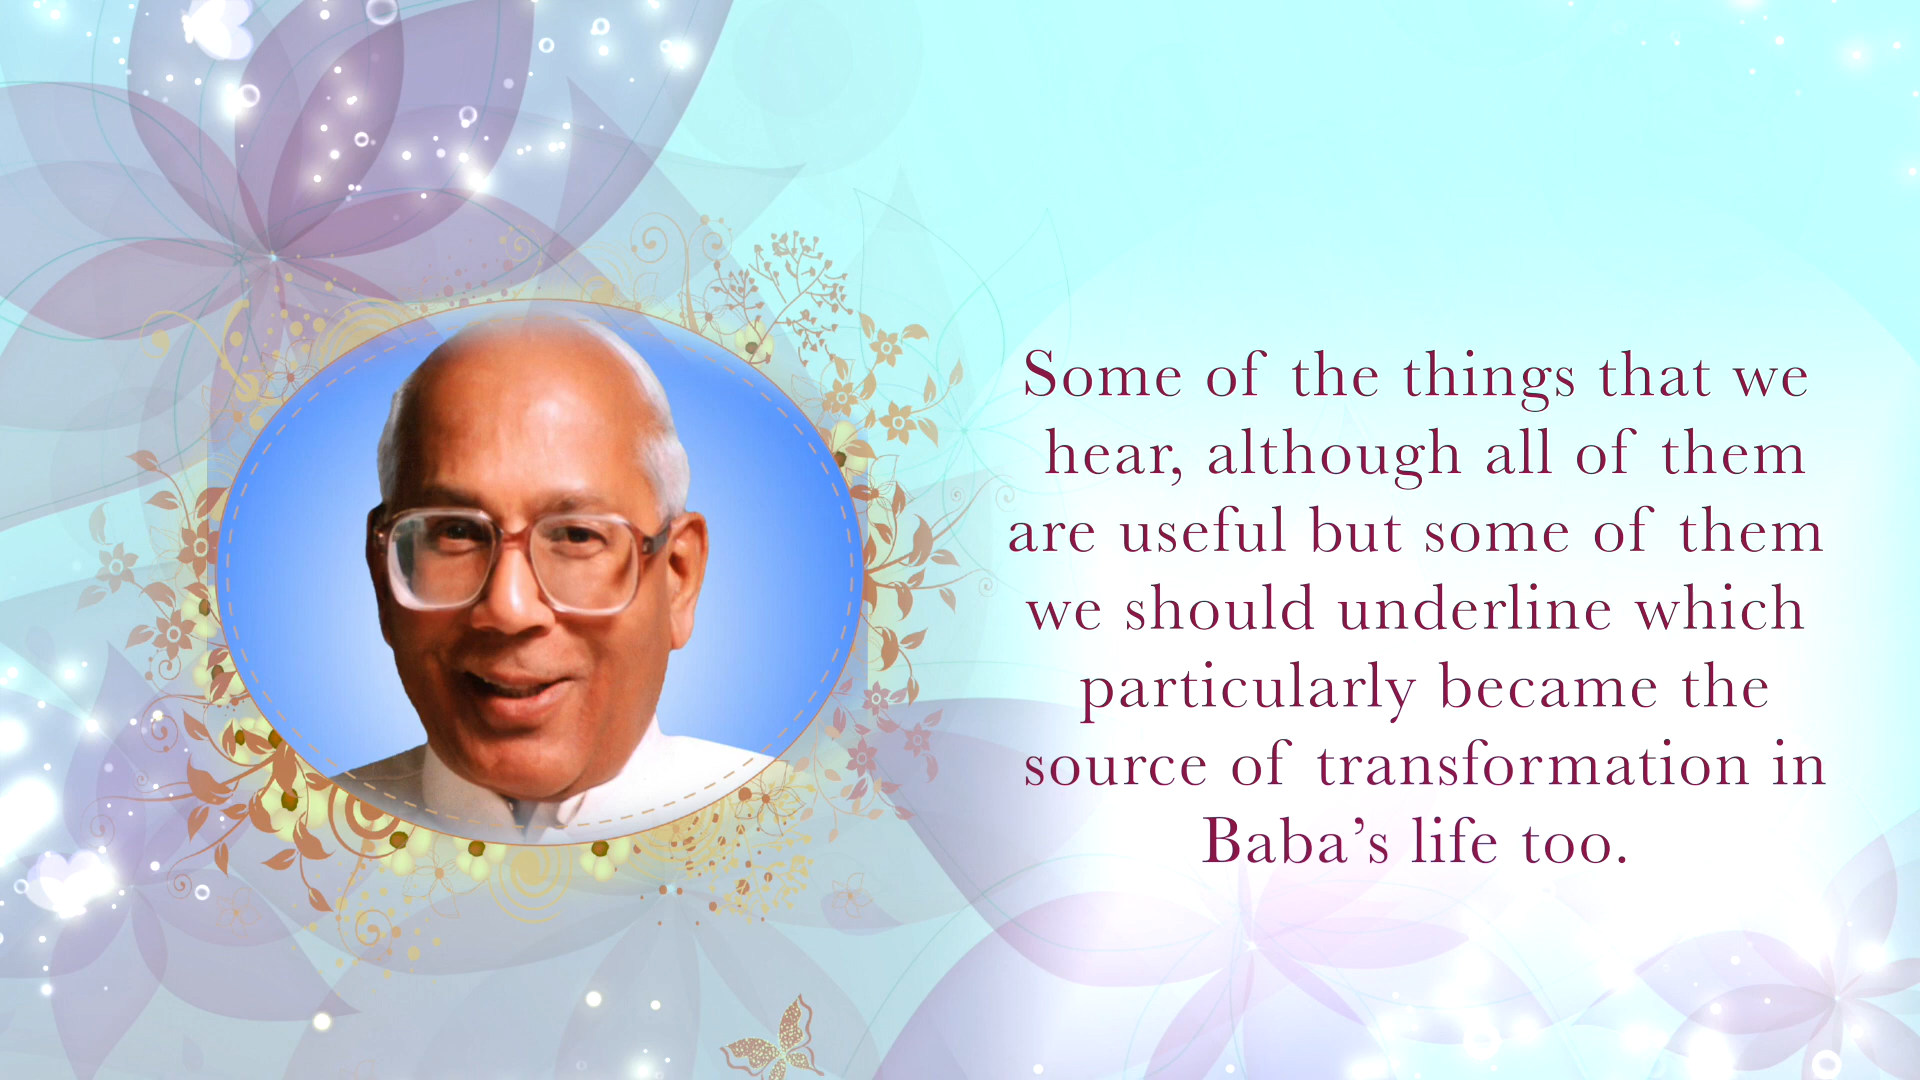 Some of the things that we
hear, although all of them
are useful but some of them
we should underline which
particularly became the
source of transformation in
Baba’s life too.